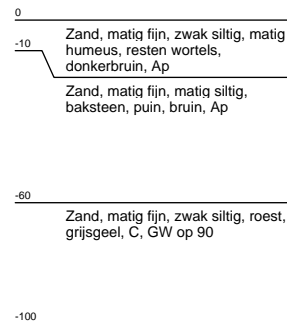 0
Zand, matig fijn, zwak siltig, matig
humeus, resten wortels,
donkerbruin, Ap
-10
Zand, matig fijn, matig siltig,
baksteen, puin, bruin, Ap
-60
Zand, matig fijn, zwak siltig, roest,
grijsgeel, C, GW op 90
-100